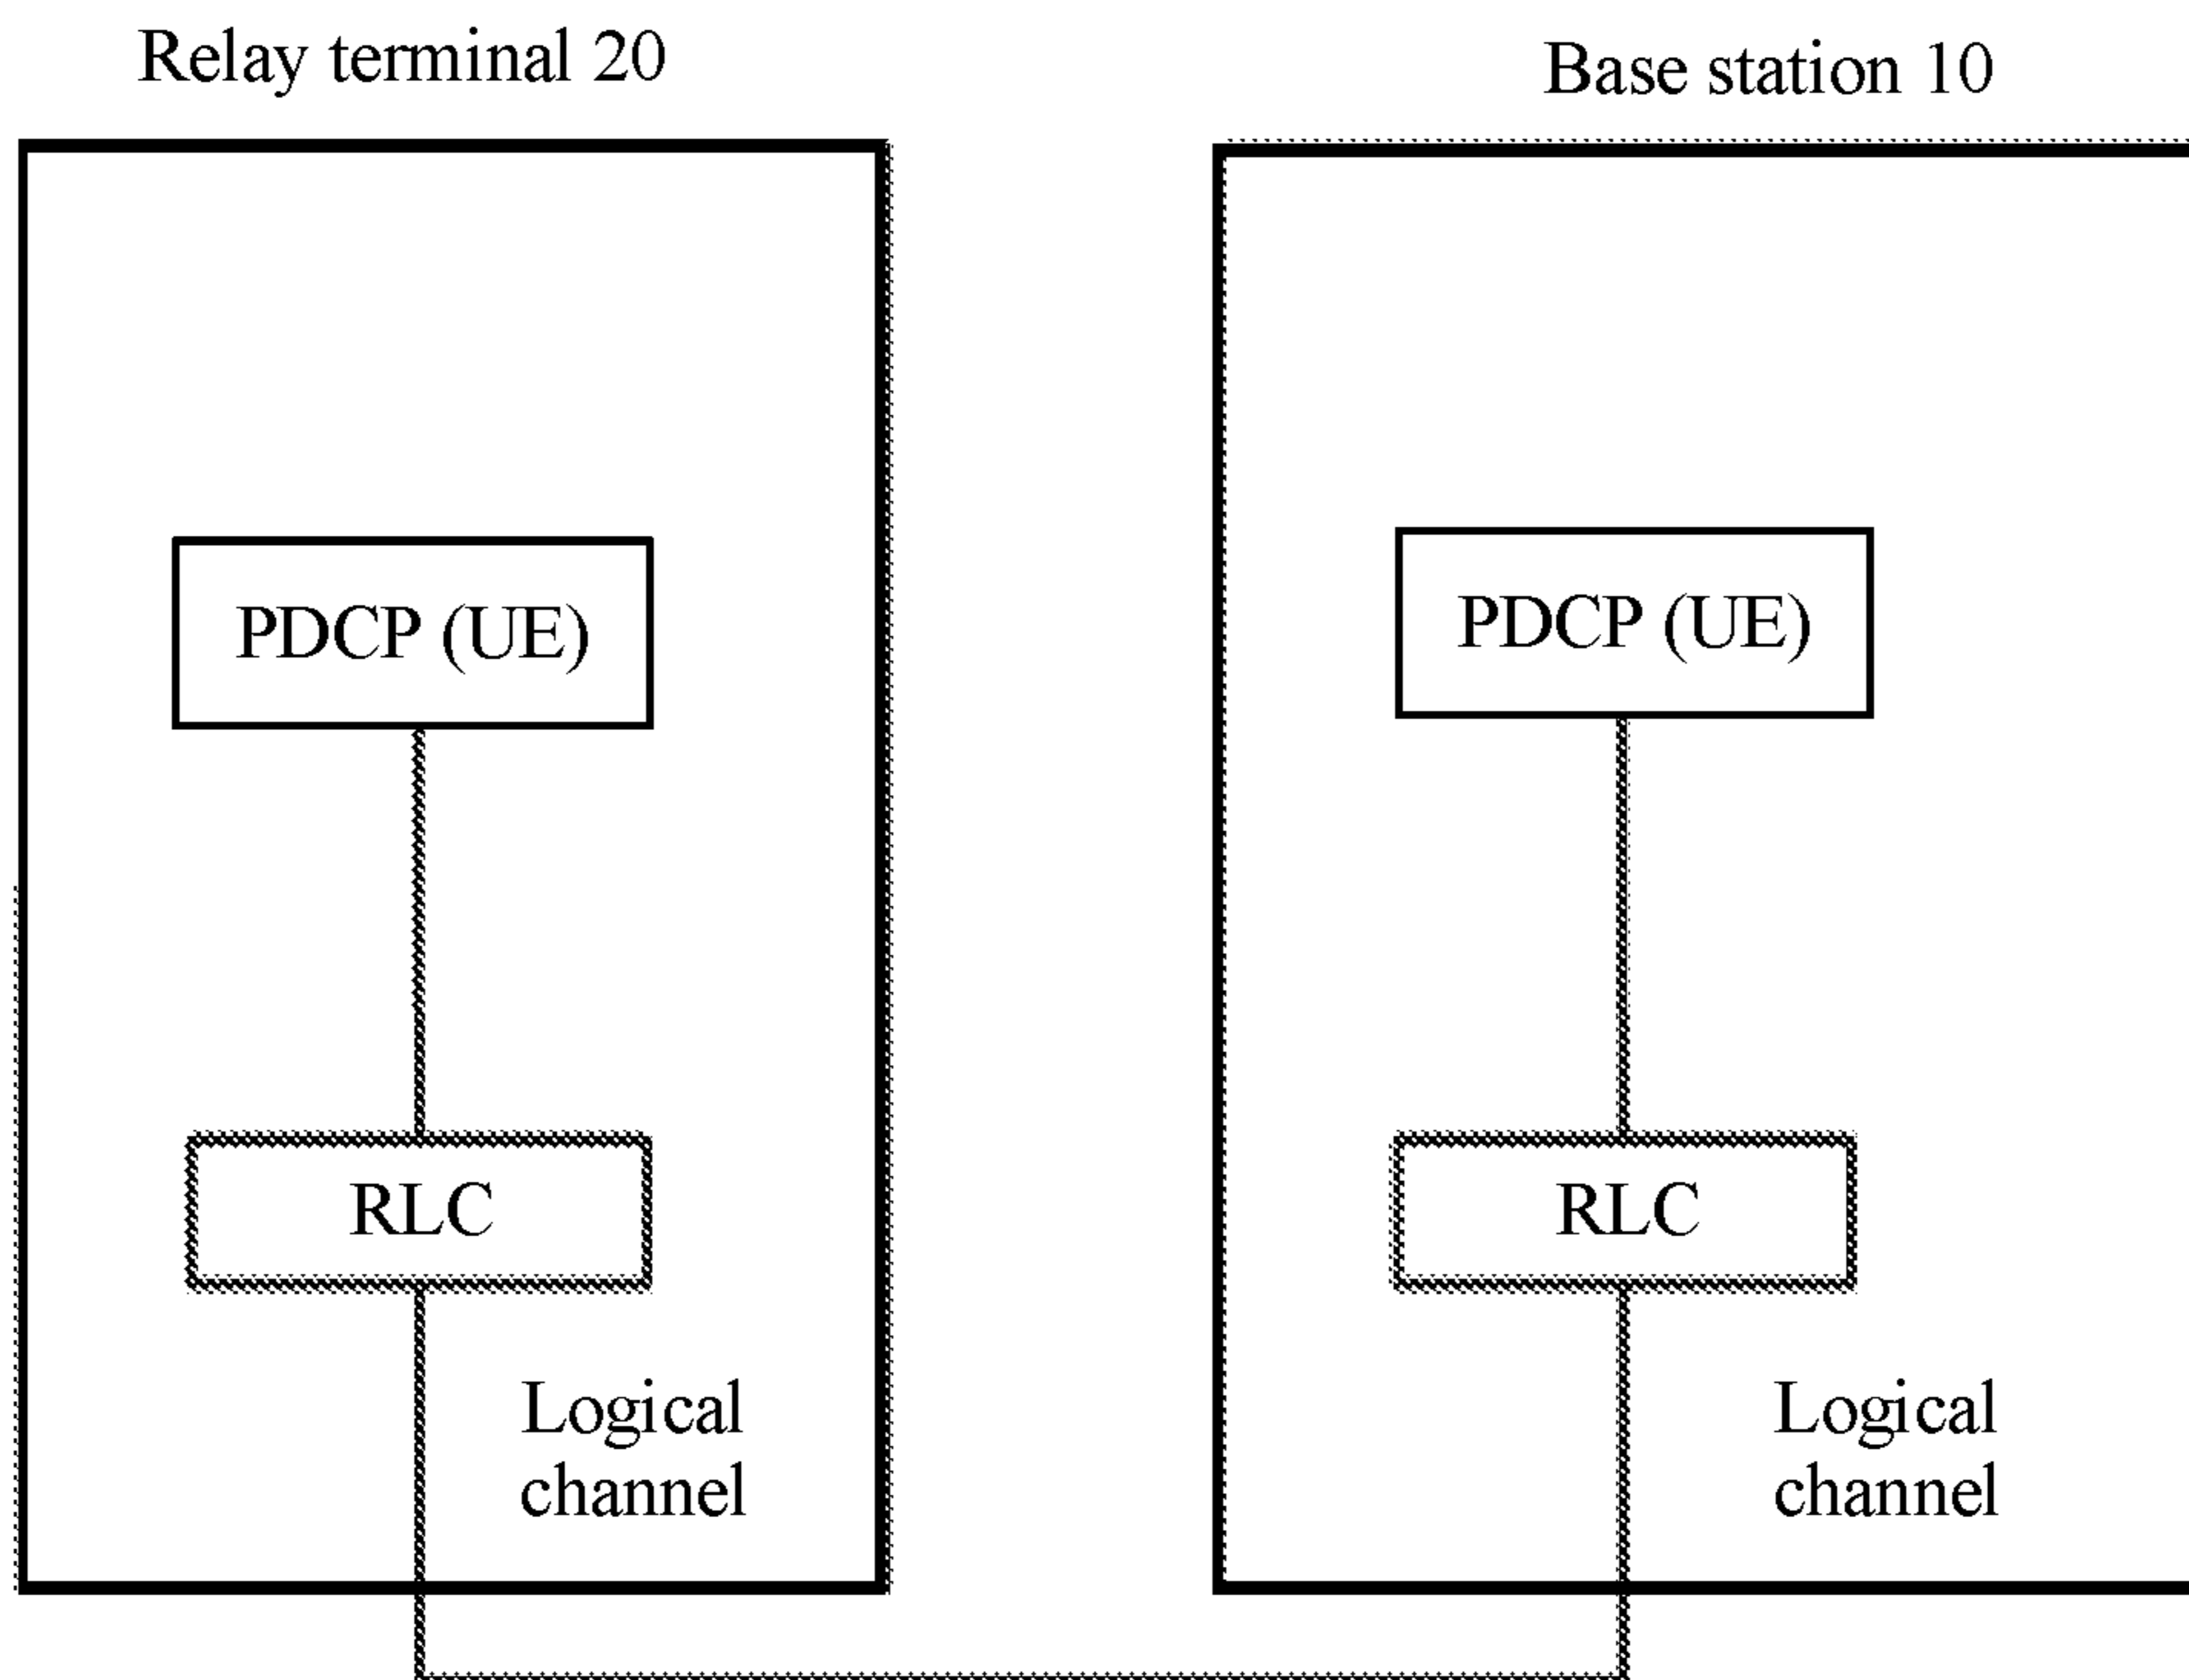 Relay terminal 20
Base station 10
PDCP (UE)
PDCP (UE)
RLC
RLC
Logical
channel
Logical
channel